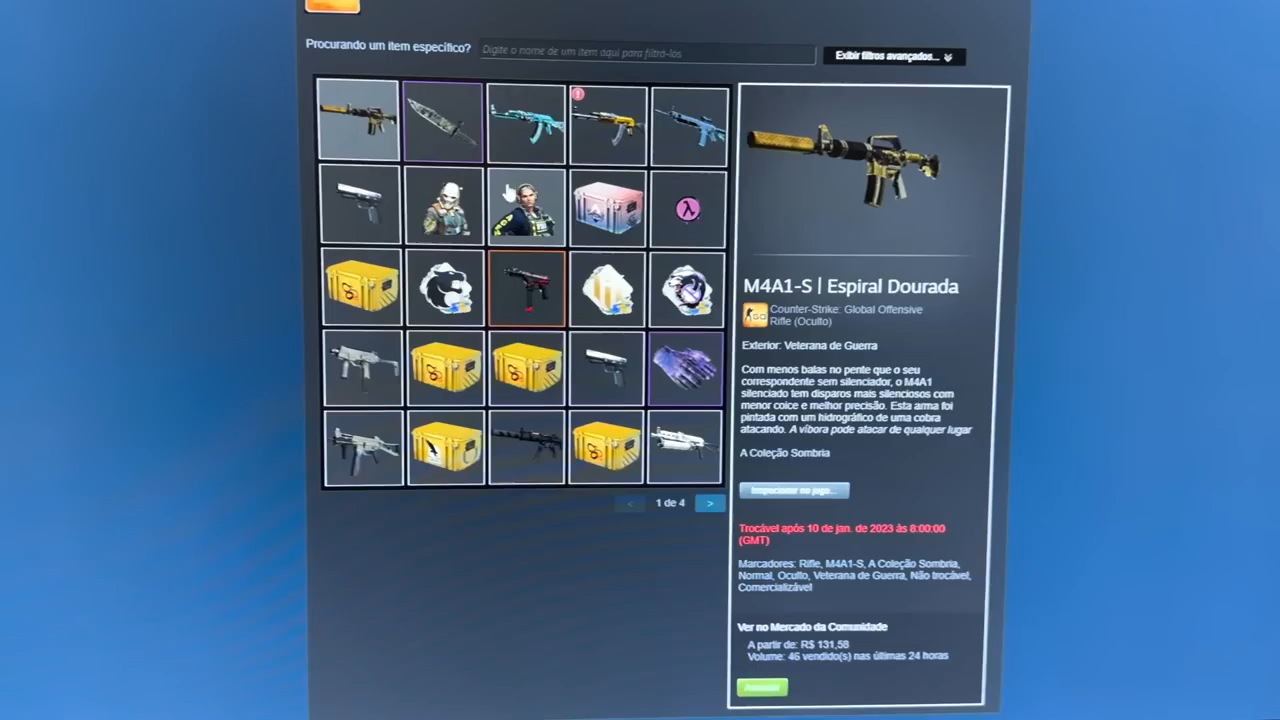 Procurando um item específico?
Digite o nome de um item aqui para filtrá-los
Exibir filtros avançados...
M4A1-S | Espiral Dourada
GO
Counter-Strike: Global Offensive
Rifle (Oculto)
Exterior: Veterana de Guerra
Com menos balas no pente que o seu
correspondente sem silenciador, o M4A1
silenciado tem disparos mais silenciosos com
menor coice e melhor precisão. Esta arma foi
pintada com um hidrográfico de uma cobra
atacando. A víbora pode atacar de qualquer lugar
A Coleção Sombria
Inspecionar no jogo...
< 1 de 4 >
Trocável após 10 de jan. de 2023 às 8:00:00
(GMT)
Marcadores: Rifle, M4A1-S, A Coleção Sombria,
Normal, Oculto, Veterana de Guerra, Não trocável,
Comercializável
Ver no Mercado da Comunidade
A partir de: R$ 131,58
Volume: 46 vendido(s) nas últimas 24 horas